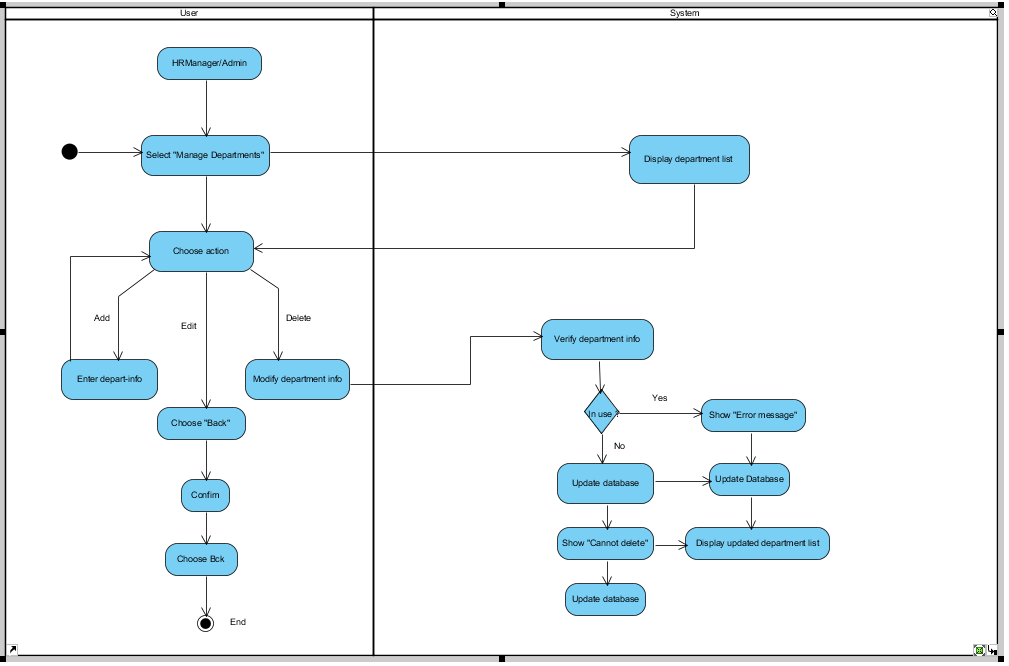 User
System
HRManager/Admin
Select "Manage Departments"
Display department list
Choose action
Add
Edit
Delete
Verify department info
Enter depart-info
Modify department info
In use ?
Yes
Show "Error message"
Choose "Back"
No
Update database
Update Database
Confim
Show "Cannot delete"
Display updated department list
Choose Bck
Update database
End